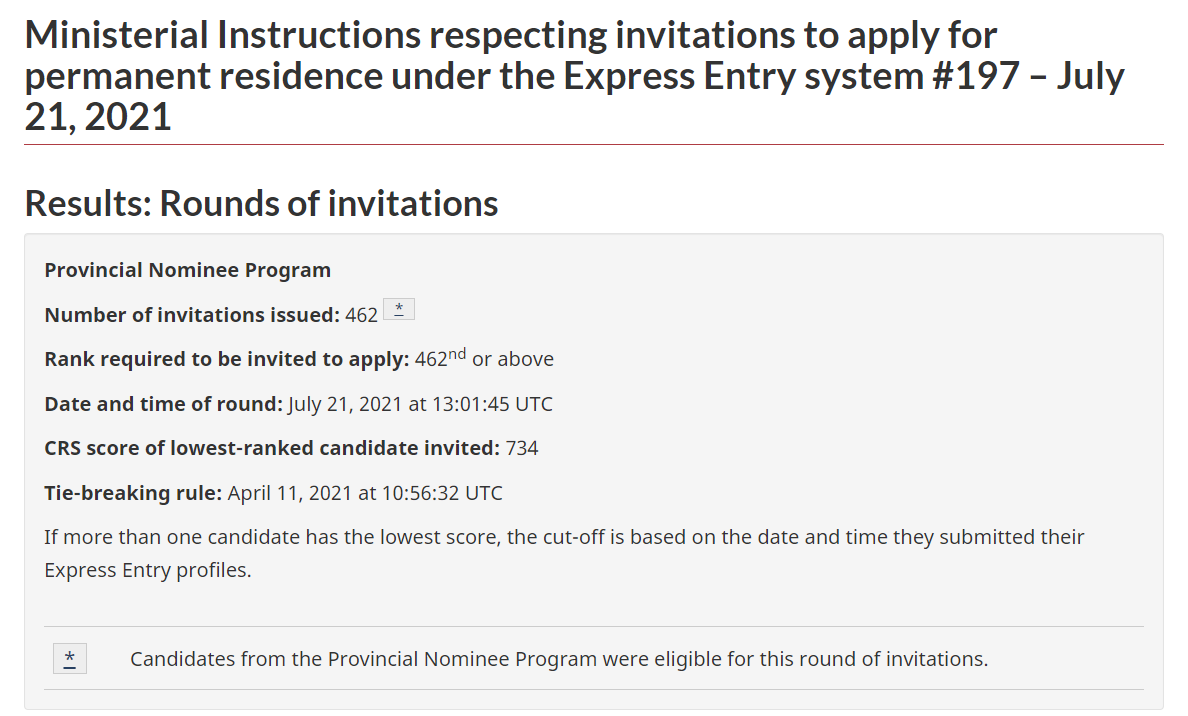 Ministerial Instructions respecting invitations to apply for
permanent residence under the Express Entry system #197 – July
21, 2021
Results: Rounds of invitations
Provincial Nominee Program
Number of invitations issued: 462 *
Rank required to be invited to apply: 462nd or above
Date and time of round: July 21, 2021 at 13:01:45 UTC
CRS score of lowest-ranked candidate invited: 734
Tie-breaking rule: April 11, 2021 at 10:56:32 UTC
If more than one candidate has the lowest score, the cut-off is based on the date and time they submitted their
Express Entry profiles.
* Candidates from the Provincial Nominee Program were eligible for this round of invitations.